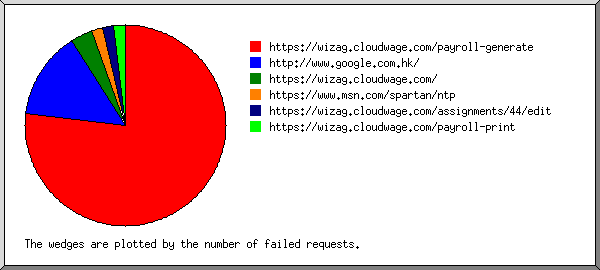 https://wizag.cloudwage.com/payroll-generate
http://www.google.com.hk/
https://wizag.cloudwage.com/
https://www.msn.com/spartan/ntp
https://wizag.cloudwage.com/assignments/44/edit
https://wizag.cloudwage.com/payroll-print
The wedges are plotted by the number of failed requests.